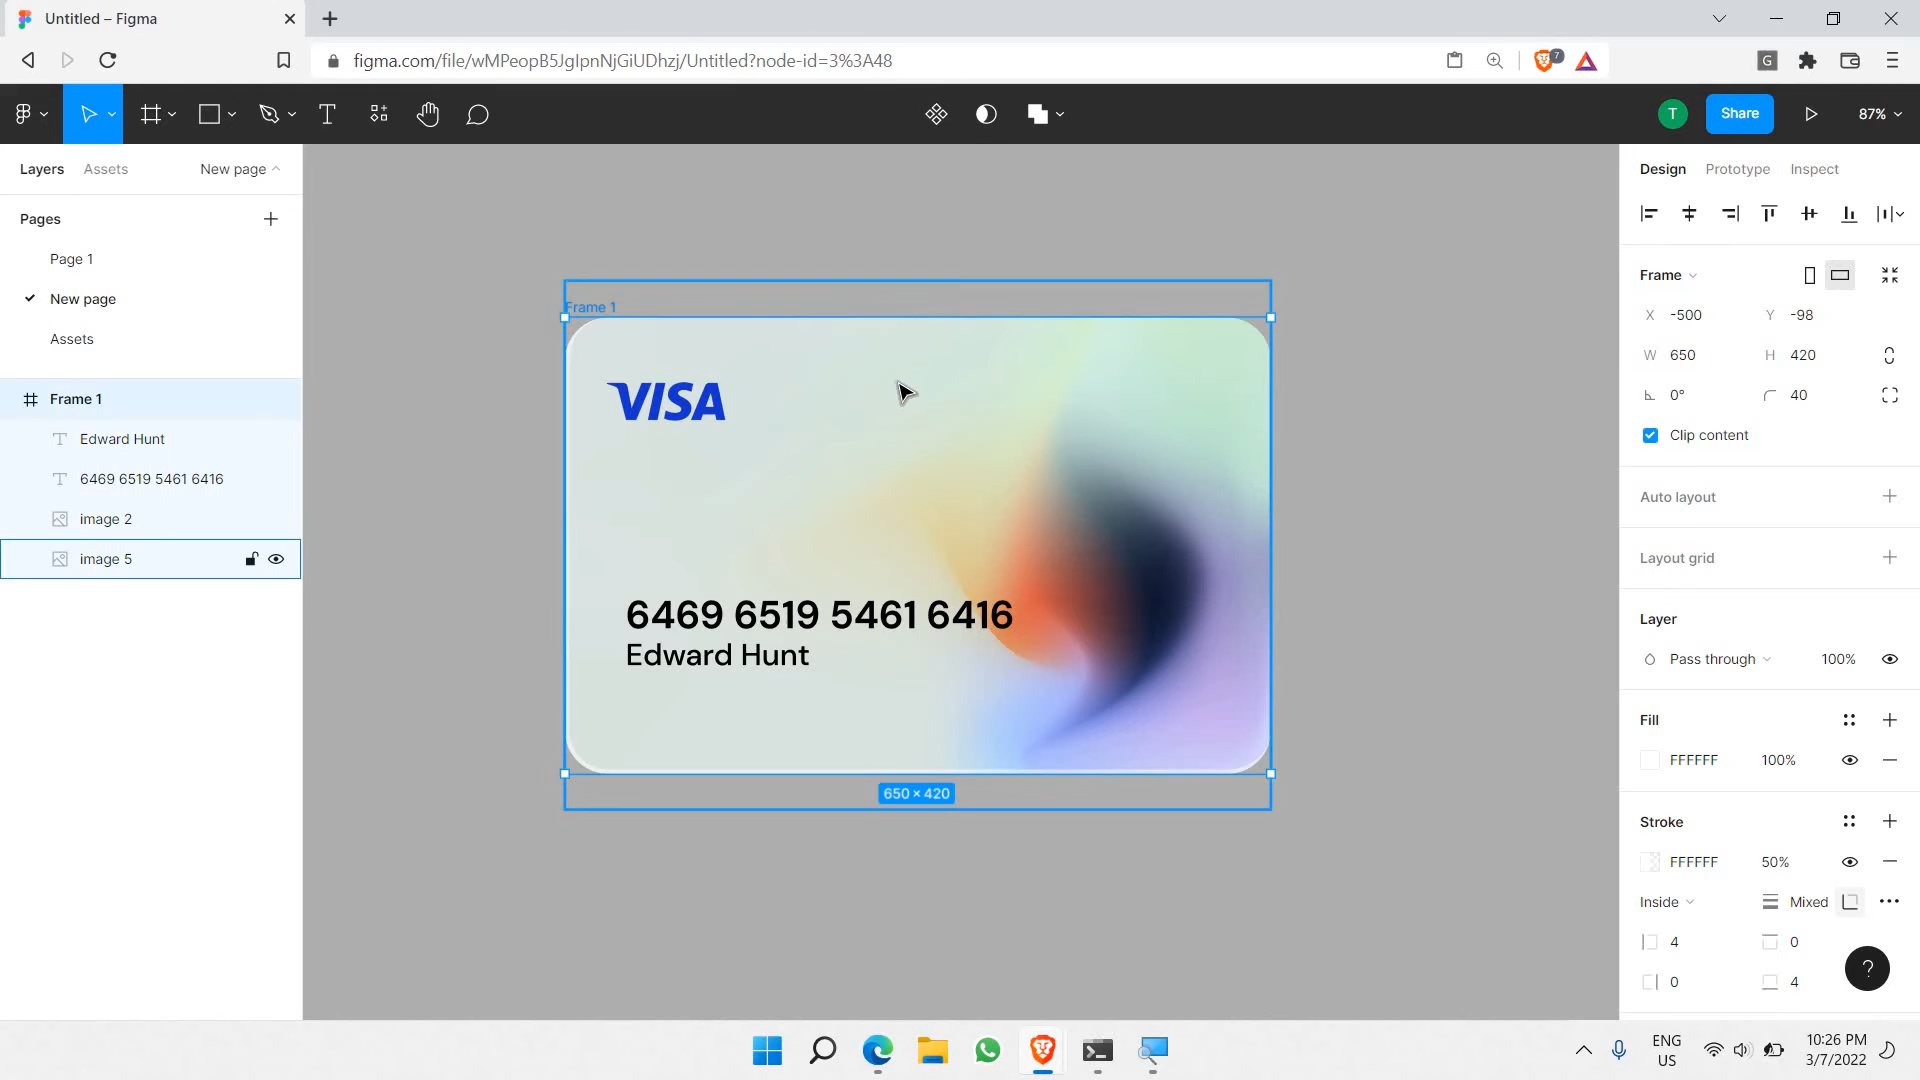 Untitled – Figma
figma.com/file/wMPeopB5JgIpnNjGiUDhzj/Untitled?node-id=3%3A48
7
G
T
Share
87%
Layers
Assets
New page
Pages
Page 1
New page
Assets
Frame 1
Edward Hunt
6469 6519 5461 6416
image 2
image 5
Frame 1
VISA
6469 6519 5461 6416
Edward Hunt
650 × 420
Design
Prototype
Inspect
Frame
X -500
Y -98
W 650
H 420
0°
40
Clip content
Auto layout
Layout grid
Layer
Pass through
100%
Fill
FFFFFF
100%
Stroke
FFFFFF
50%
Inside
Mixed
4
0
0
4
?
ENG
US
10:26 PM
3/7/2022